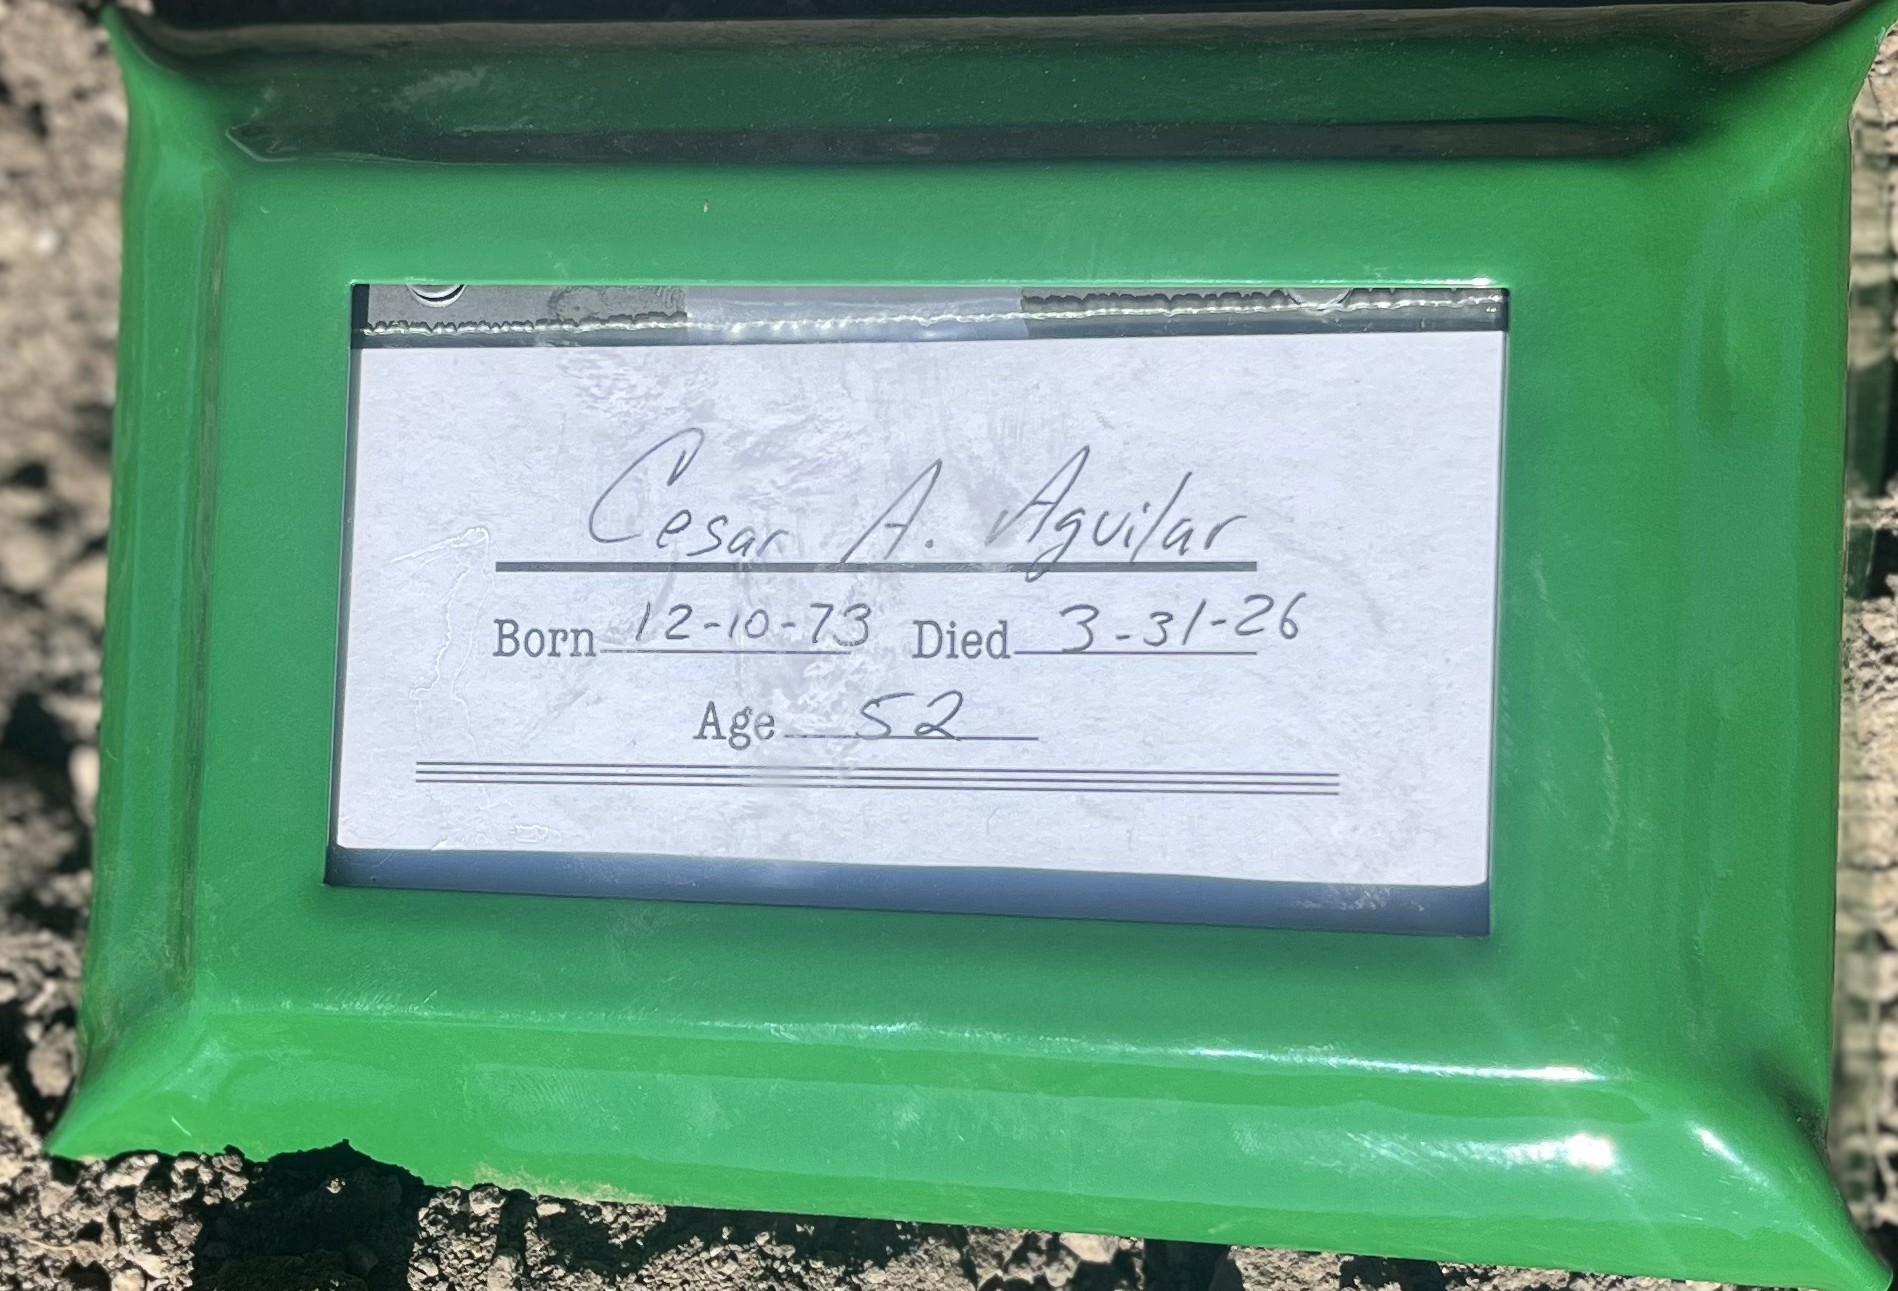 Cesar A. Aguilar
Born 12-10-73 Died 3-31-26
Age 52